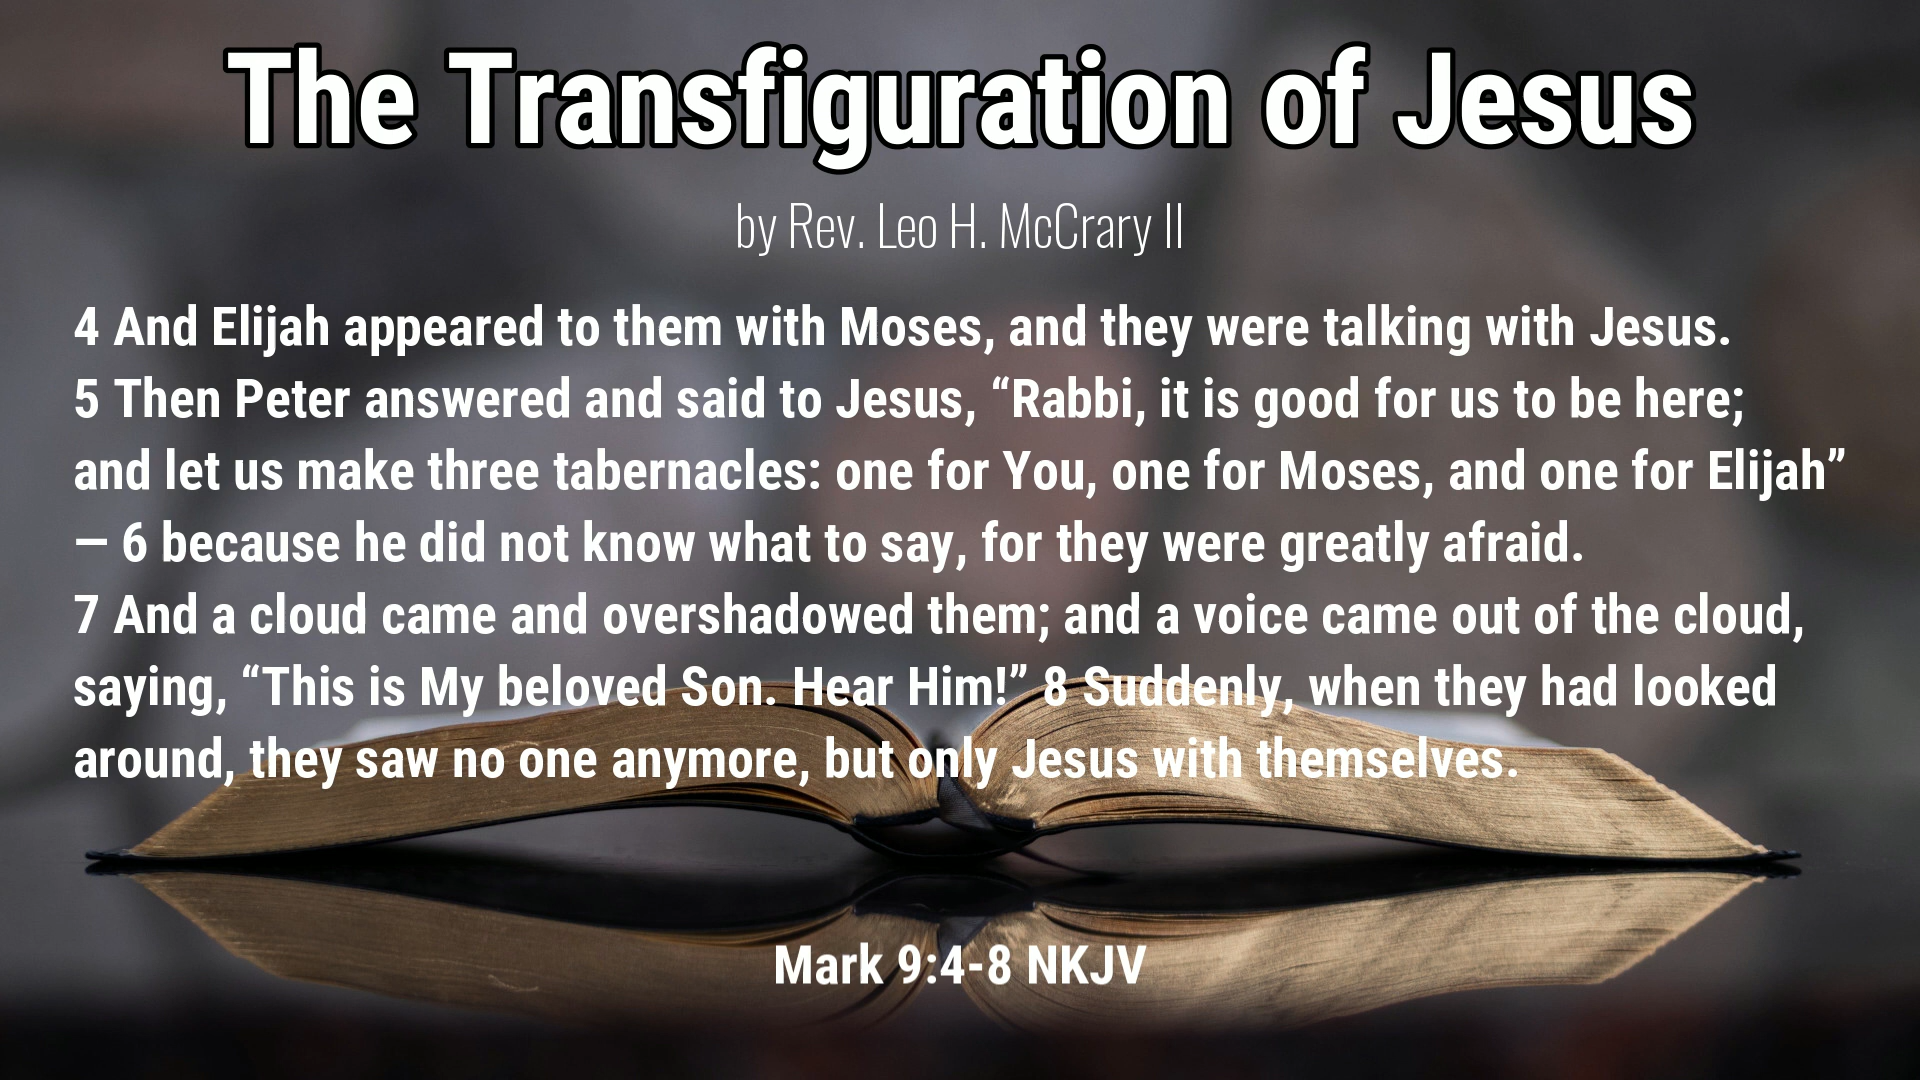 The Transfiguration of Jesus
by Rev. Leo H. McCrary II
4 And Elijah appeared to them with Moses, and they were talking with Jesus.
5 Then Peter answered and said to Jesus, “Rabbi, it is good for us to be here;
and let us make three tabernacles: one for You, one for Moses, and one for Elijah”
— 6 because he did not know what to say, for they were greatly afraid.
7 And a cloud came and overshadowed them; and a voice came out of the cloud,
saying, “This is My beloved Son. Hear Him!” 8 Suddenly, when they had looked
around, they saw no one anymore, but only Jesus with themselves.
Mark 9:4-8 NKJV